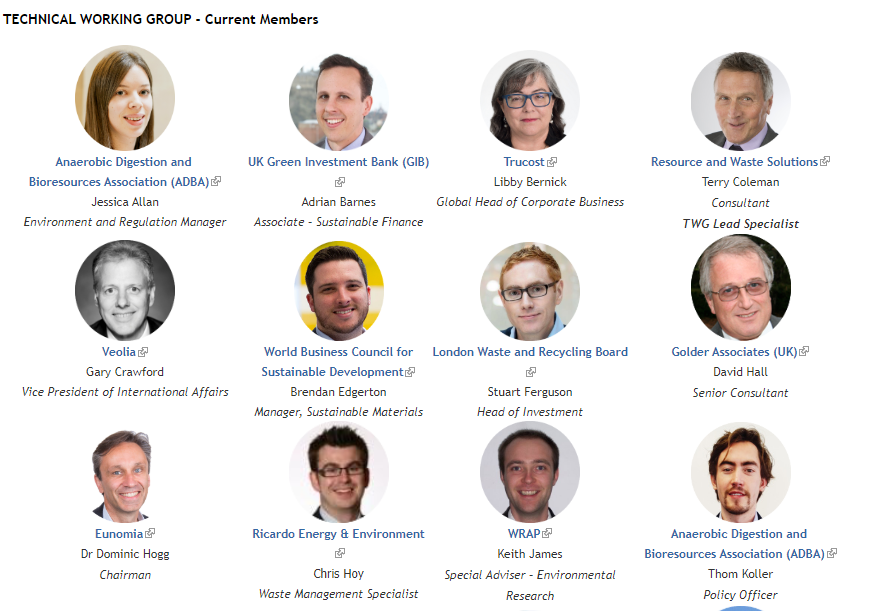 TECHNICAL WORKING GROUP - Current Members
Anaerobic Digestion and
Bioresources Association (ADBA)
Jessica Allan
Environment and Regulation Manager
UK Green Investment Bank (GIB)
Adrian Barnes
Associate – Sustainable Finance
Trucost
Libby Bernick
Global Head of Corporate Business
Resource and Waste Solutions
Terry Coleman
Consultant
TWG Lead Specialist
Veolia
Gary Crawford
Vice President of International Affairs
World Business Council for
Sustainable Development
Brendan Edgerton
Manager, Sustainable Materials
London Waste and Recycling Board
Stuart Ferguson
Head of Investment
Golder Associates (UK)
David Hall
Senior Consultant
Eunomia
Dr Dominic Hogg
Chairman
Ricardo Energy & Environment
Chris Hoy
Waste Management Specialist
WRAP
Keith James
Special Adviser – Environmental
Research
Anaerobic Digestion and
Bioresources Association (ADBA)
Thom Koller
Policy Officer